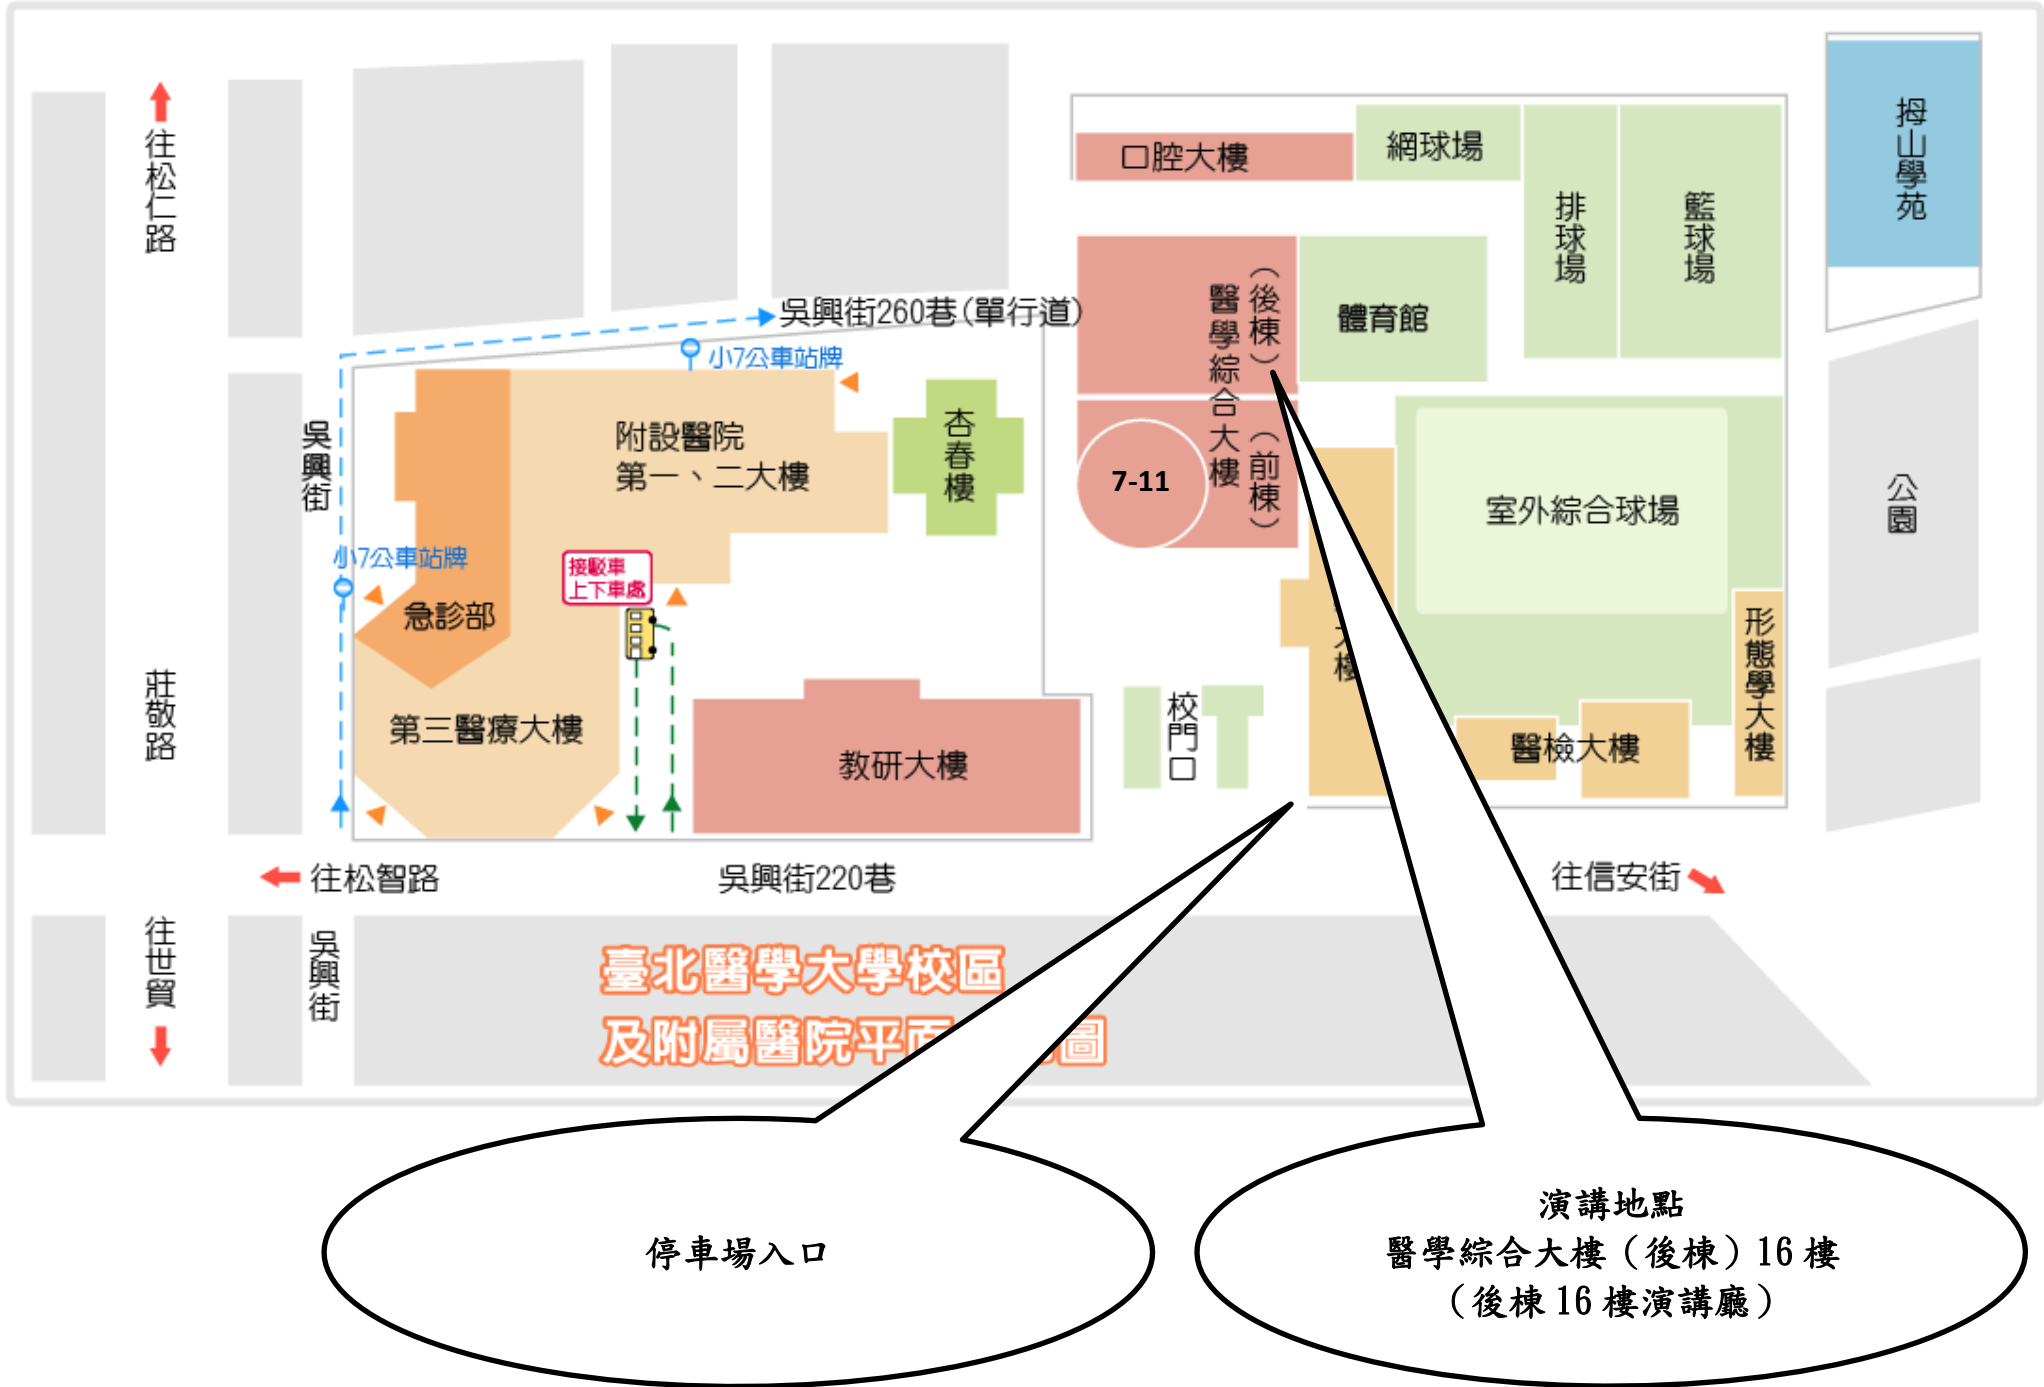 往松仁路
口腔大樓
網球場
排球場
籃球場
拇山學苑
吳興街260巷(單行道)
小7公車站牌
醫學綜合大樓
(後棟)
(前棟)
體育館
吳興街
附設醫院
第一、二大樓
杏春樓
7-11
室外綜合球場
公園
小7公車站牌
接駁車
上下車處
急診部
大樓
形態學大樓
莊敬路
第三醫療大樓
教研大樓
校門口
醫檢大樓
往松智路
吳興街220巷
往信安街
往世貿
吳興街
臺北醫學大學校區
及附屬醫院平面圖
停車場入口
演講地點
醫學綜合大樓（後棟）16 樓
（後棟 16 樓演講廳）